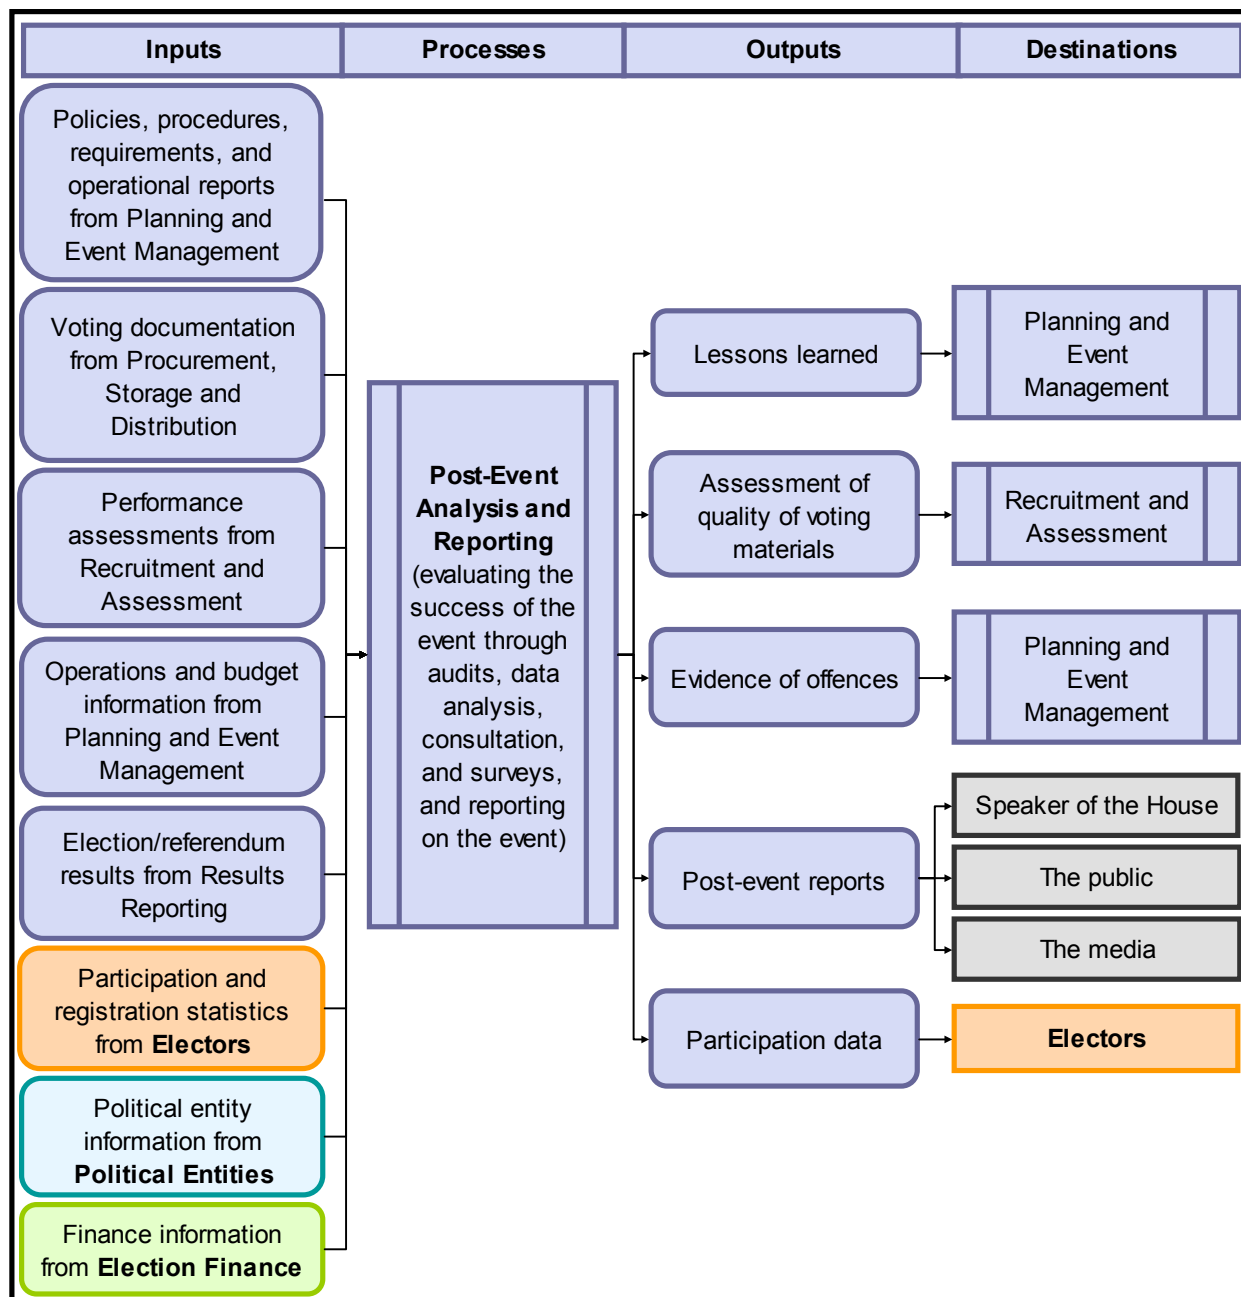 Inputs
Processes
Outputs
Destinations
Policies, procedures,
requirements, and
operational reports
from Planning and
Event Management
Voting documentation
from Procurement,
Storage and
Distribution
Performance
assessments from
Recruitment and
Assessment
Operations and budget
information from
Planning and Event
Management
Election/referendum
results from Results
Reporting
Participation and
registration statistics
from Electors
Political entity
information from
Political Entities
Finance information
from Election Finance
Post-Event
Analysis and
Reporting
(evaluating the
success of the
event through
audits, data
analysis,
consultation,
and surveys,
and reporting
on the event)
Lessons learned
Assessment of
quality of voting
materials
Evidence of offences
Post-event reports
Participation data
Planning and
Event
Management
Recruitment and
Assessment
Planning and
Event
Management
Speaker of the House
The public
The media
Electors